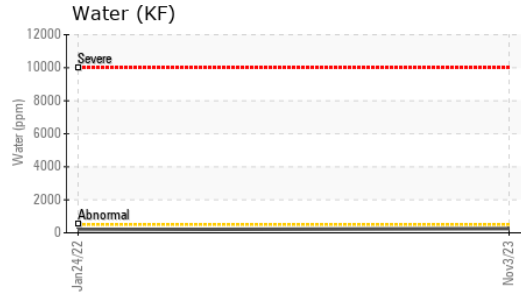 Water (KF)
12000
Severe
10000
8000
Water (ppm)
6000
4000
2000
Abnormal
0
Jan24/22
Nov3/23